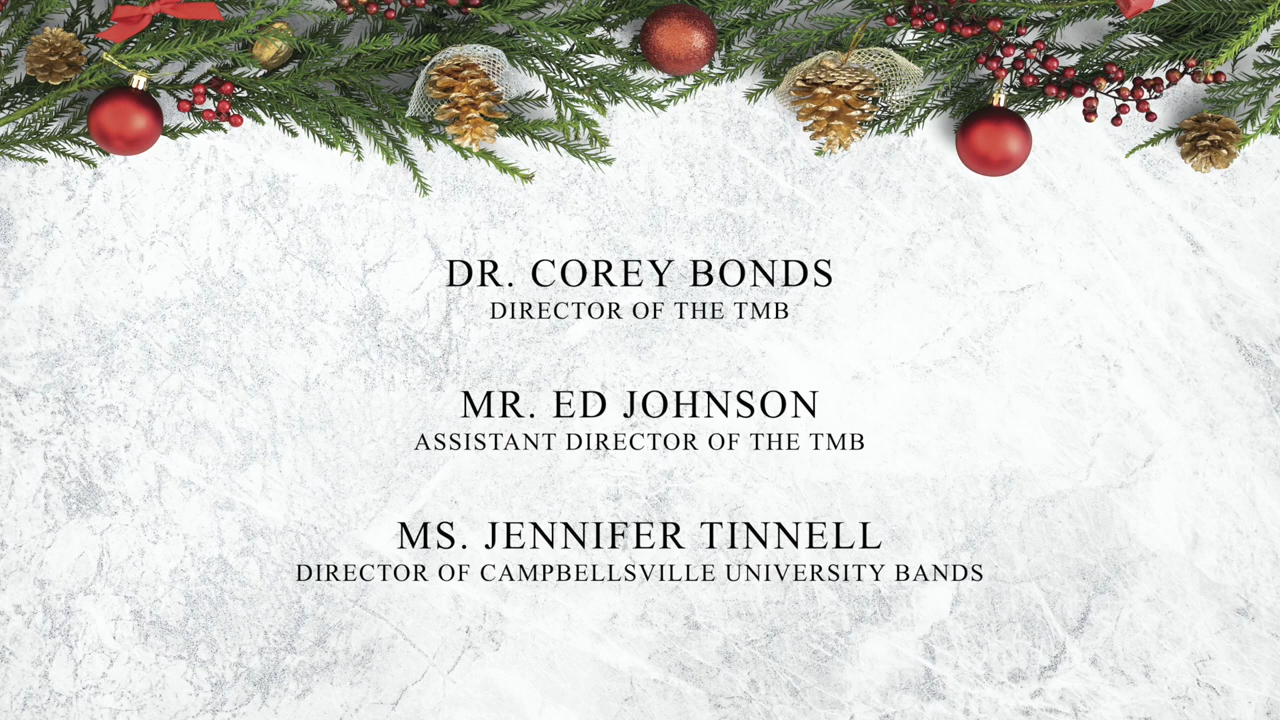 DR. COREY BONDS
DIRECTOR OF THE TMB
MR. ED JOHNSON
ASSISTANT DIRECTOR OF THE TMB
MS. JENNIFER TINNELL
DIRECTOR OF CAMPBELLSVILLE UNIVERSITY BANDS